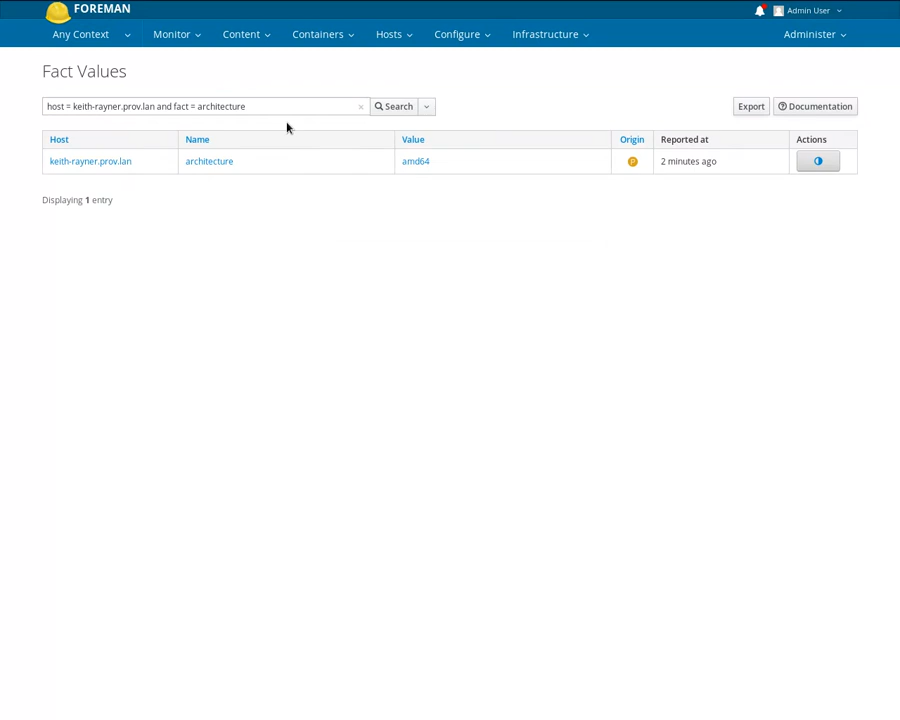 FOREMAN
Admin User
Any Context Monitor Content Containers Hosts Configure Infrastructure Administer
Fact Values
host = keith-rayner.prov.lan and fact = architecture × Search Export Documentation
Host Name Value Origin Reported at Actions
keith-rayner.prov.lan architecture amd64 P 2 minutes ago
Displaying 1 entry